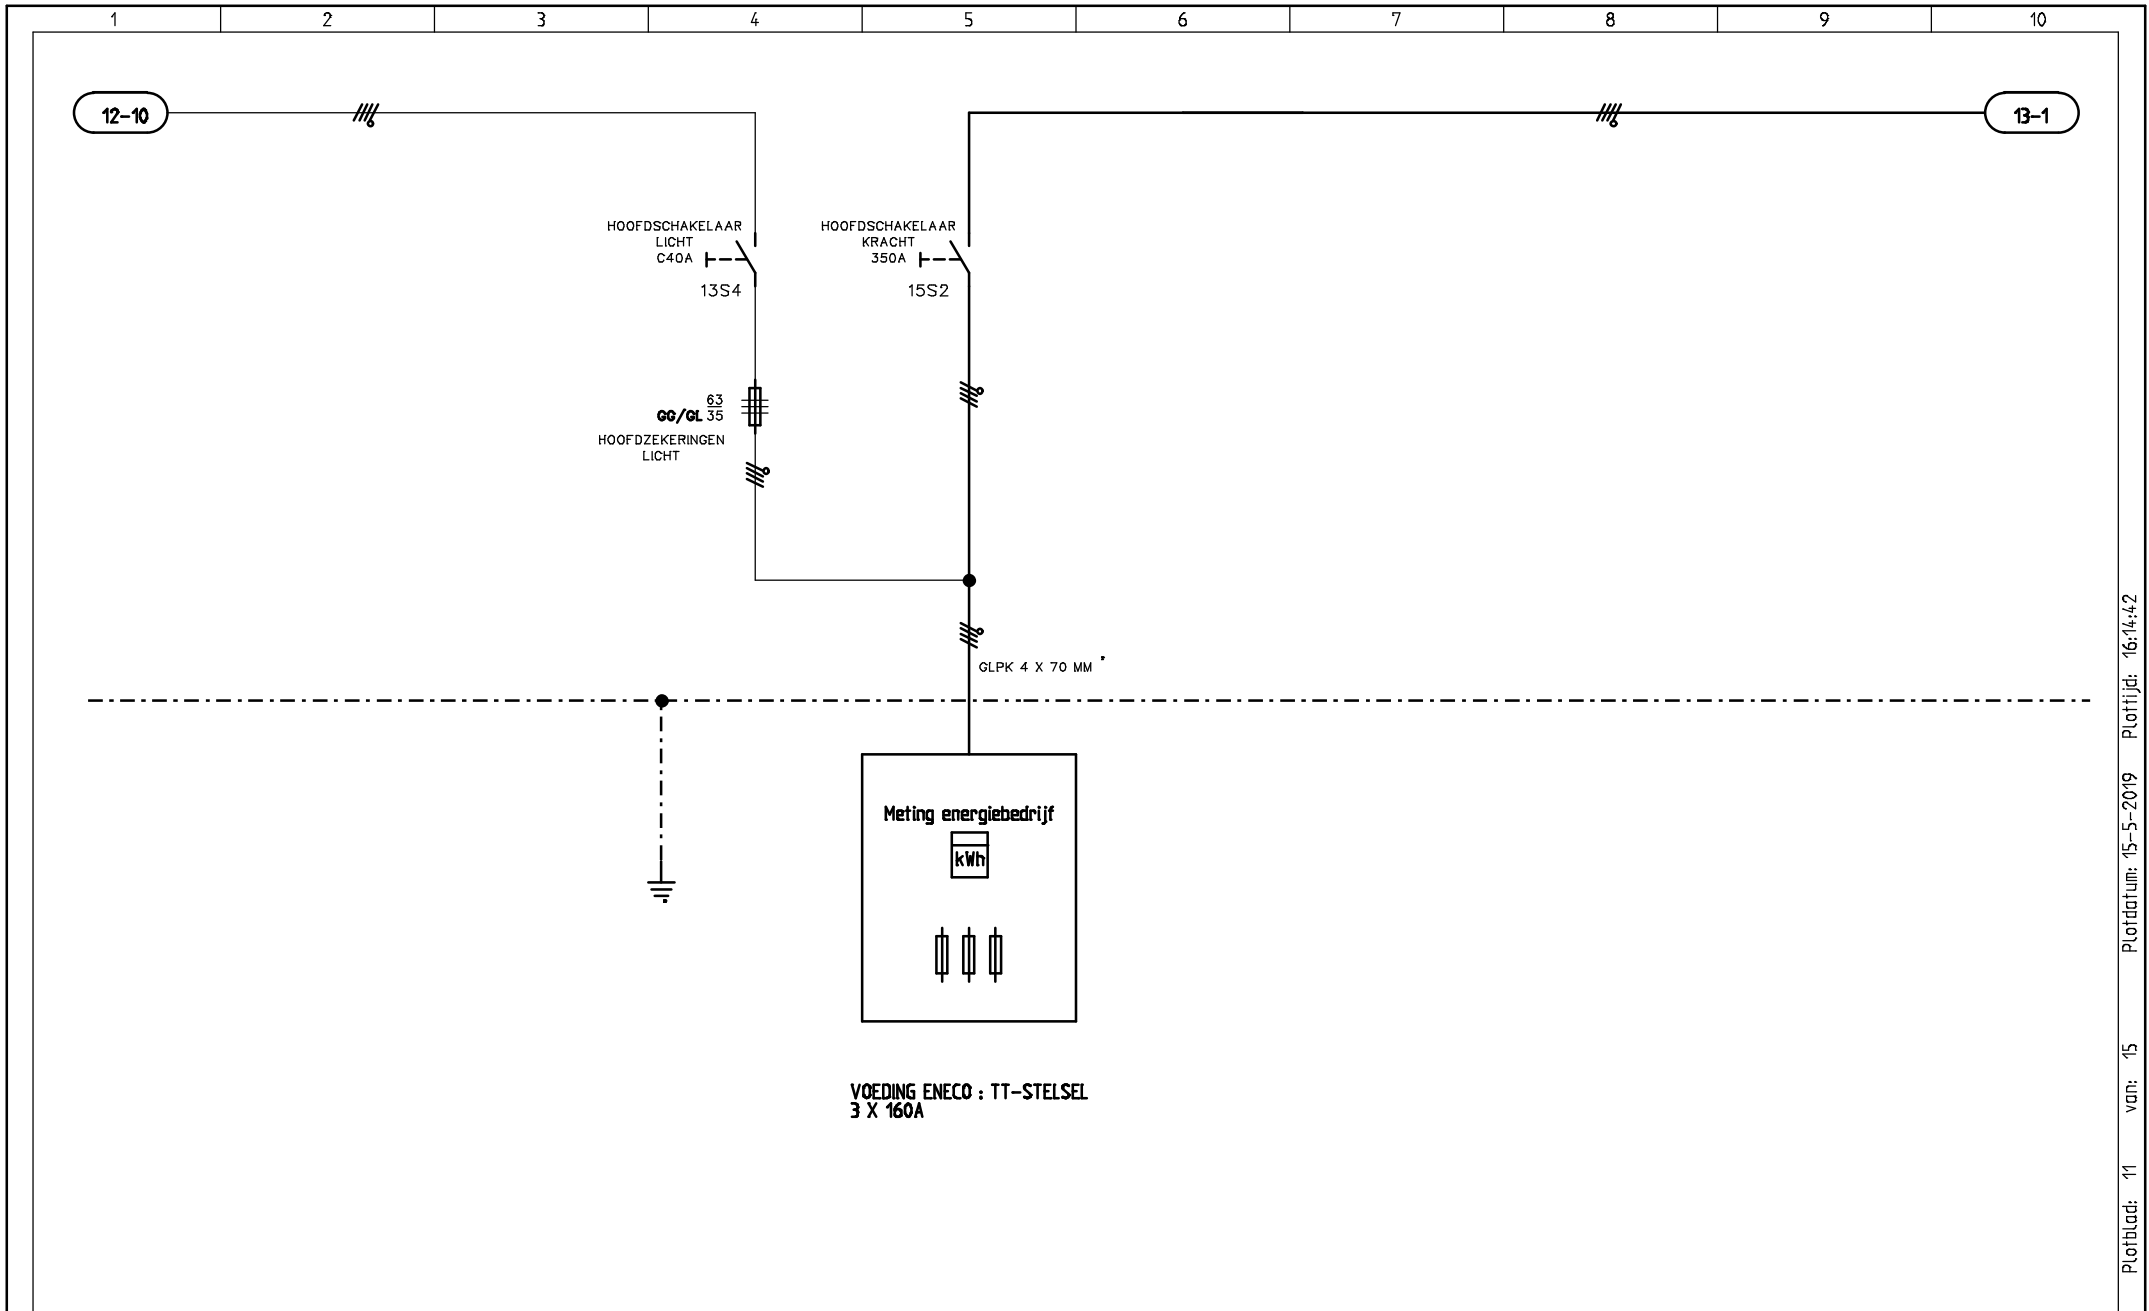 1 2 3 4 5 6 7 8 9 10
12-10
13-1
HOOFDSCHAKELAAR
LICHT
C40A
13S4
HOOFDSCHAKELAAR
KRACHT
350A
15S2
63
GG/GL 35
HOOFDZEKERINGEN
LICHT
GLPK 4 X 70 MM
Meting energiebedrijf
kWh
VOEDING ENECO : TT-STELSEL
3 X 160A
Plotblad: 11 van: 15 Plotdatum: 15-5-2019 Plottijd: 16:14:42